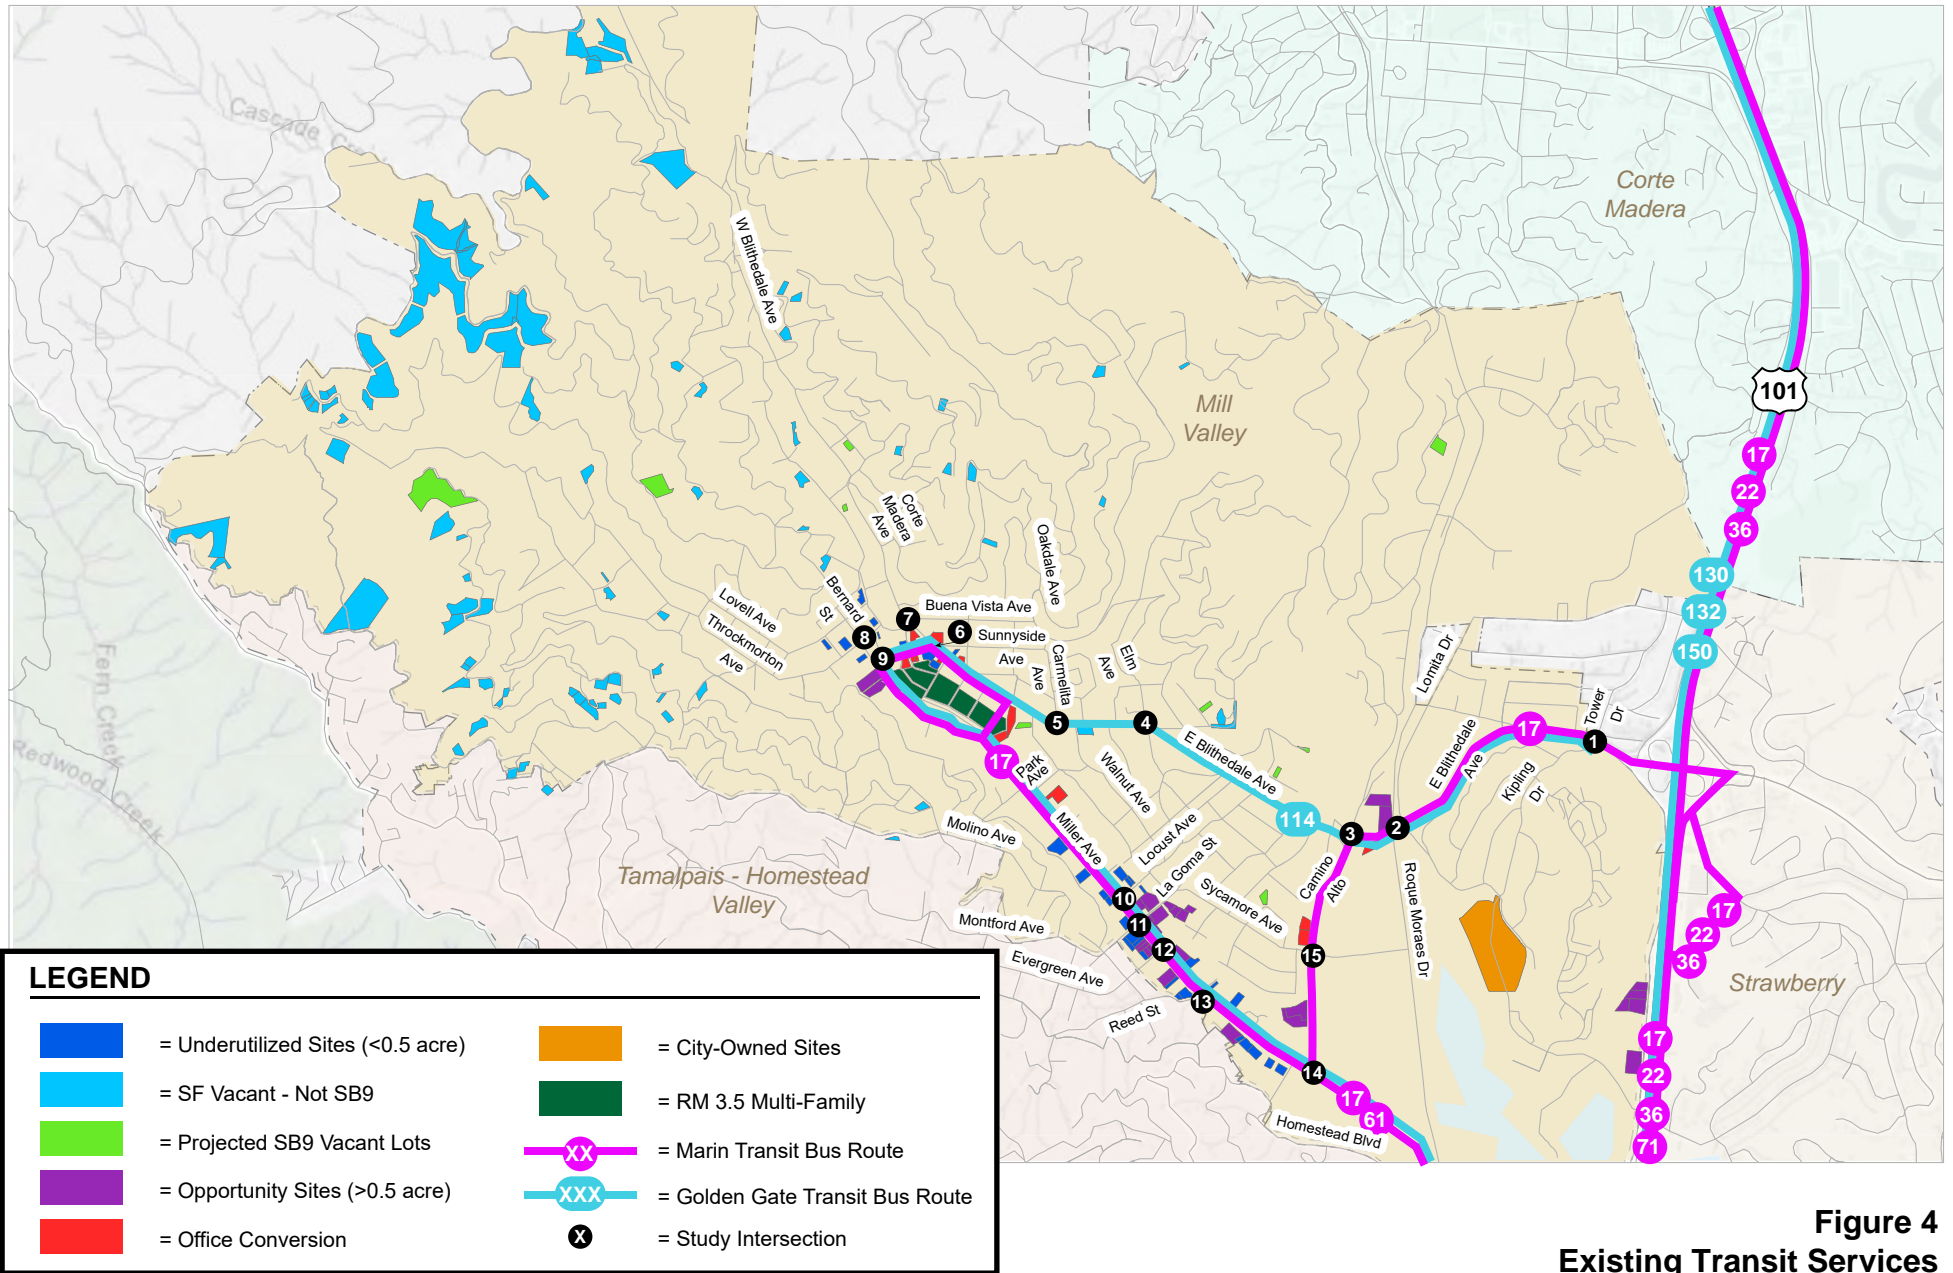 Cascade Cre
Corte
Madera
W Blithedale Ave
101
Mill
Valley
17
22
36
130
132
150
Corte
Madera
Ave
Oakdale Ave
Bernard
St
Lovell Ave
Throckmorton
Ave
Buena Vista Ave
7
6
8
9
Sunnyside
Ave
Carmelita
Ave
Elm
Ave
Lomita Dr
Tower
Dr
5
4
17
1
E Blithedale Ave
E Blithedale
Ave
Kipling
Dr
17
Park
Ave
Walnut Ave
114
3
2
Fern Creek
Redwood Creek
Molino Ave
Miller Ave
Locust Ave
La Goma St
Sycamore Ave
Camino
Alto
Roque Moraes Dr
Tamalpais - Homestead
Valley
Montford Ave
10
11
12
15
17
22
36
Evergreen Ave
Strawberry
13
Reed St
14
17
61
Homestead Blvd
17
22
36
71
LEGEND
= Underutilized Sites (<0.5 acre)
= SF Vacant - Not SB9
= Projected SB9 Vacant Lots
= Opportunity Sites (>0.5 acre)
= Office Conversion
= City-Owned Sites
= RM 3.5 Multi-Family
XX = Marin Transit Bus Route
XXX = Golden Gate Transit Bus Route
X = Study Intersection
Figure 4
Existing Transit Services